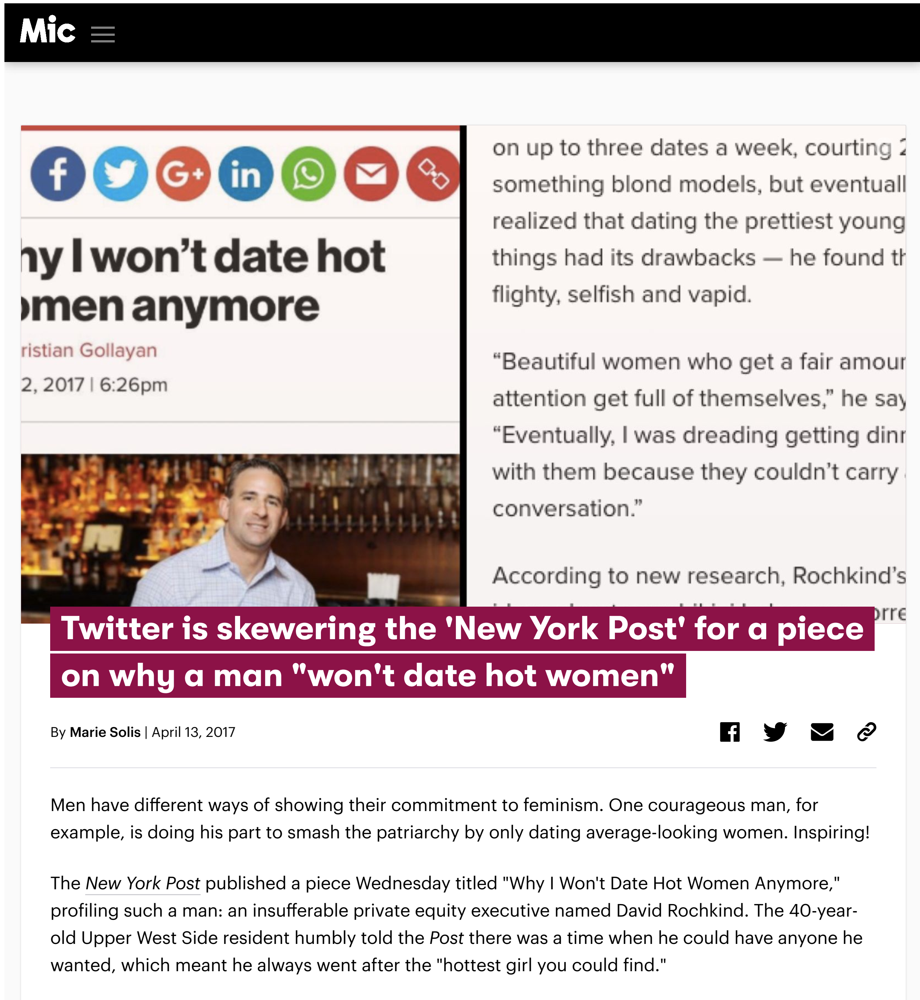 Mic
hy I won't date hot
omen anymore
ristian Gollayan
2, 2017 | 6:26pm
on up to three dates a week, courting 2
something blond models, but eventuall
realized that dating the prettiest young
things had its drawbacks — he found th
flighty, selfish and vapid.
“Beautiful women who get a fair amour
attention get full of themselves,” he say
“Eventually, I was dreading getting dinr
with them because they couldn’t carry
conversation.”
According to new research, Rochkind’s
orre
Twitter is skewering the 'New York Post' for a piece
on why a man "won't date hot women"
By Marie Solis | April 13, 2017
Men have different ways of showing their commitment to feminism. One courageous man, for
example, is doing his part to smash the patriarchy by only dating average-looking women. Inspiring!
The New York Post published a piece Wednesday titled "Why I Won't Date Hot Women Anymore,"
profiling such a man: an insufferable private equity executive named David Rochkind. The 40-year-
old Upper West Side resident humbly told the Post there was a time when he could have anyone he
wanted, which meant he always went after the "hottest girl you could find."